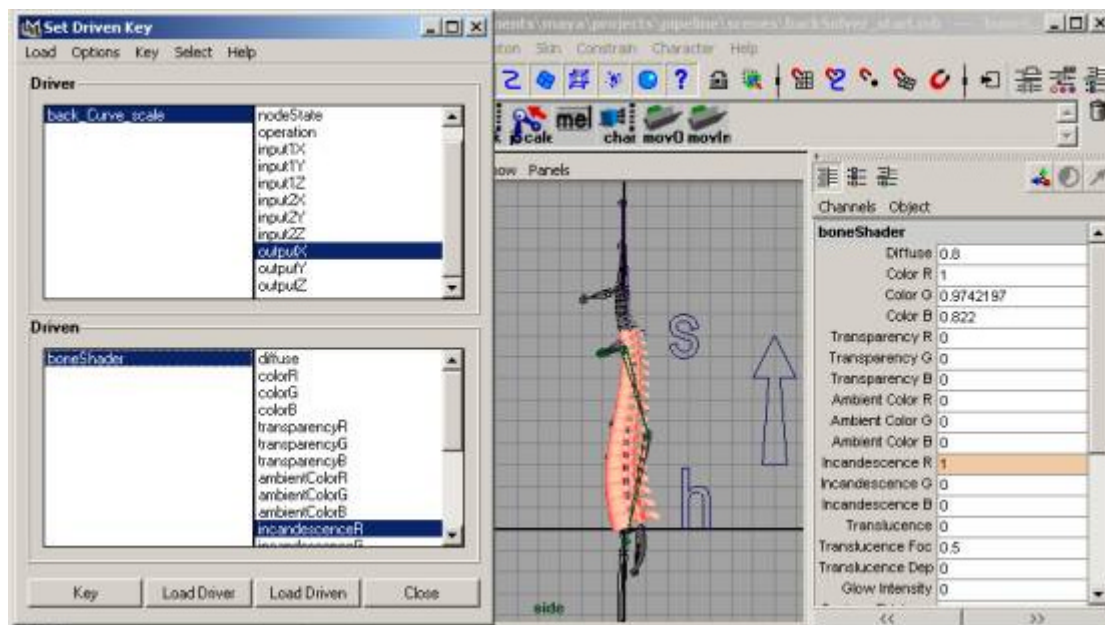 Set Driven Key
Load Options Key Select Help
Driver
back_Curve_scale
nodeState
operation
input1X
input1Y
input1Z
input2X
input2Y
input2Z
outputX
outputY
outputZ
Driven
boneShader
diffuse
colorR
colorG
colorB
transparencyR
transparencyG
transparencyB
ambientColorR
ambientColorG
ambientColorB
incandescenceR
incandescenceG
Key Load Driver Load Driven Close
Skin Constrain Character Help
mel
char movO movIn
Panels
S
h
side
Channels Object
boneShader
Diffuse 0.8
Color R 1
Color G 0.9742197
Color B 0.822
Transparency R 0
Transparency G 0
Transparency B 0
Ambient Color R 0
Ambient Color G 0
Ambient Color B 0
Incandescence R 1
Incandescence G 0
Incandescence B 0
Translucence 0
Translucence Foc 0.5
Translucence Dep 0
Glow Intensity 0
<< >>